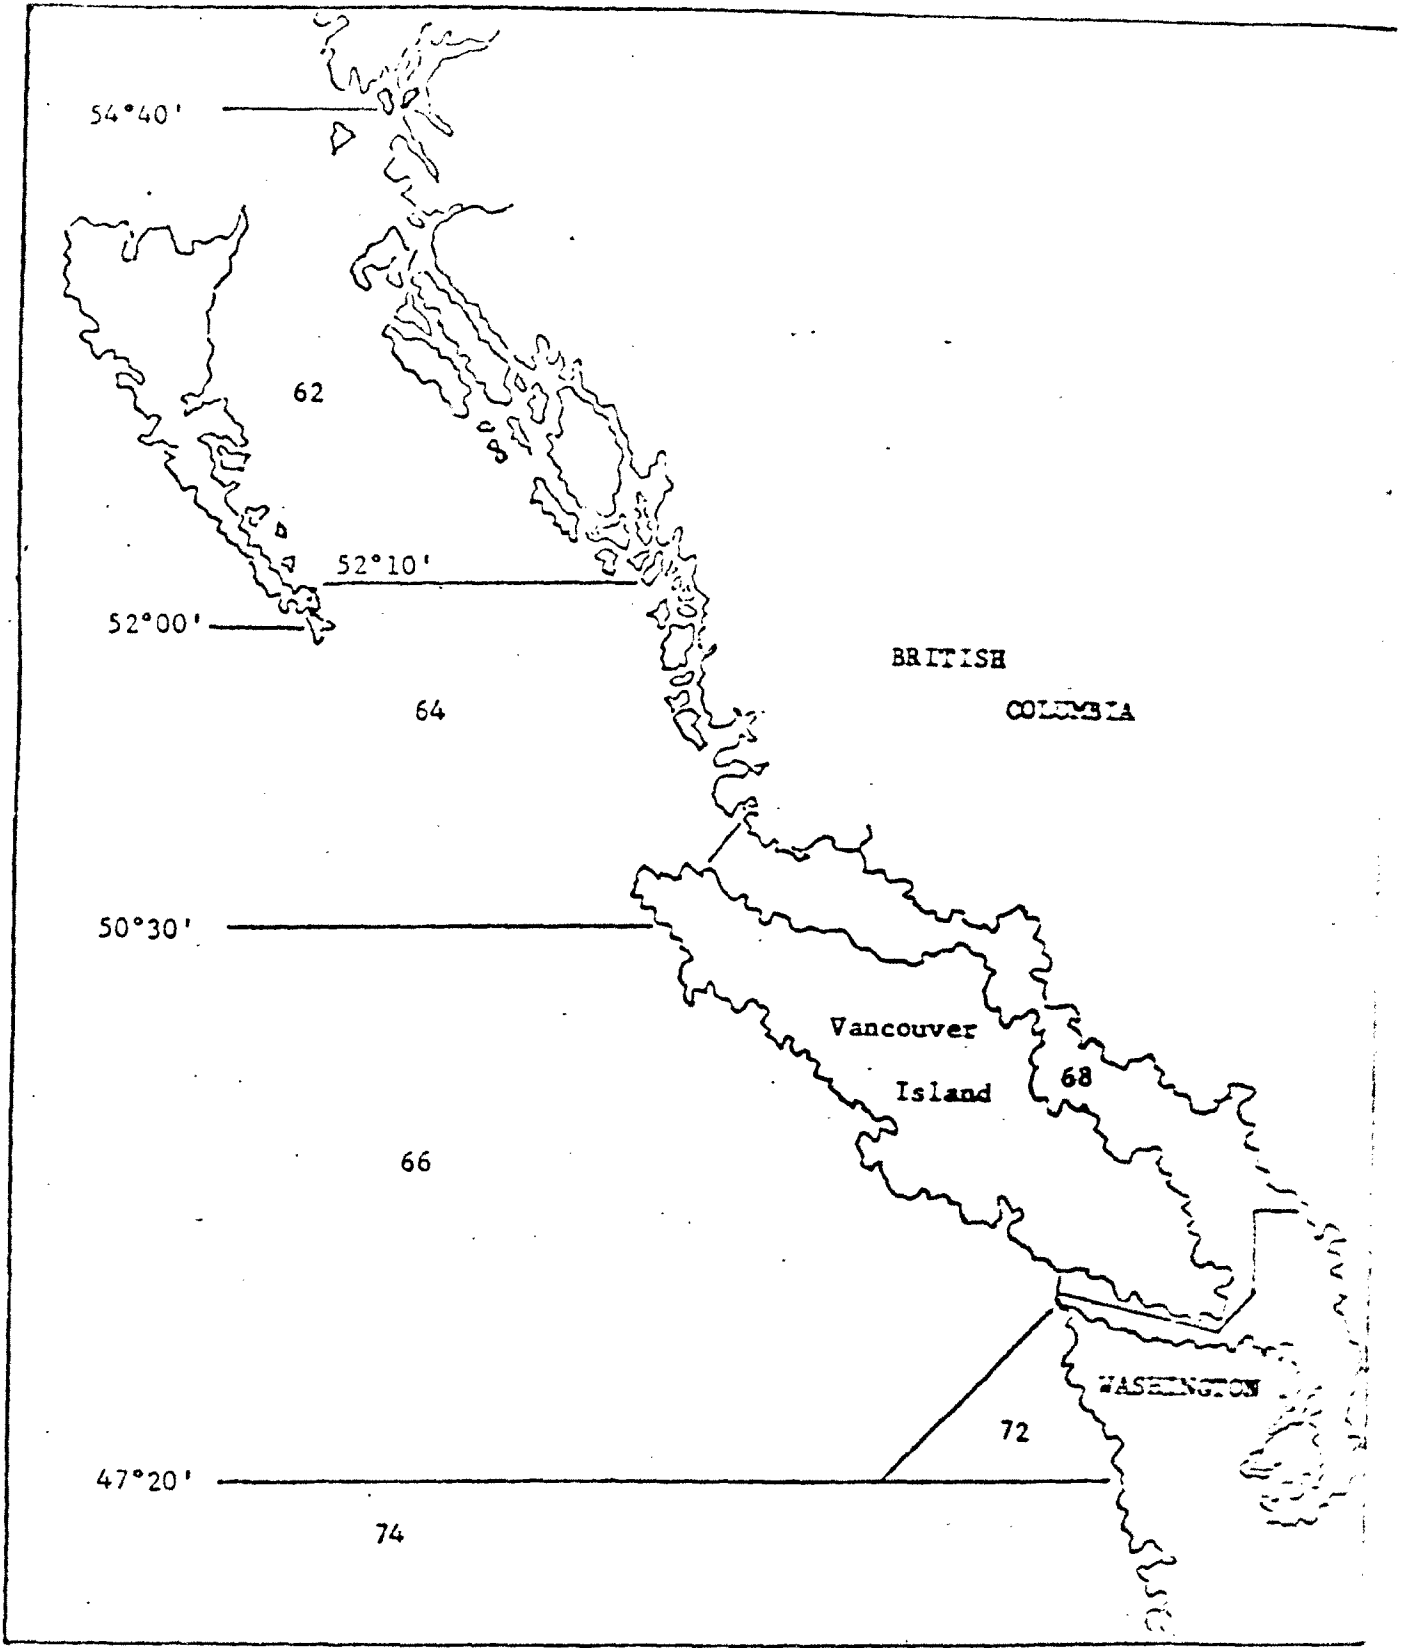 54°40'
62
52°10'
52°00'
BRITISH
64
COLUMBIA
50°30'
Vancouver
68
Island
66
WASHINGTON
72
47°20'
74